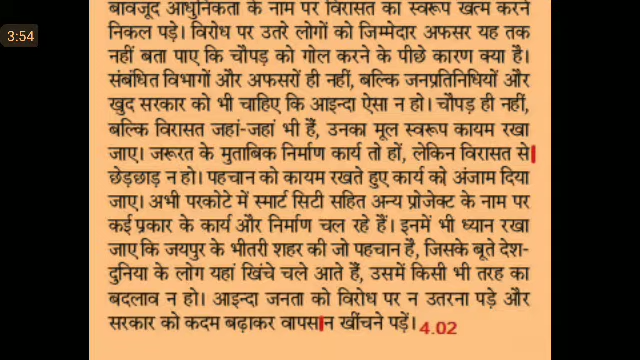 3:54
बावजूद आधुनिकता के नाम पर विरासत का स्वरूप खत्म करने
निकल पड़े। विरोध पर उतरे लोगों को जिम्मेदार अफसर यह तक
नहीं बता पाए कि चौपड़ को गोल करने के पीछे कारण क्या है।
संबंधित विभागों और अफसरों ही नहीं, बल्कि जनप्रतिनिधियों और
खुद सरकार को भी चाहिए कि आइन्दा ऐसा न हो। चौपड़ ही नहीं,
बल्कि विरासत जहां-जहां भी हैं, उनका मूल स्वरूप कायम रखा
जाए। जरूरत के मुताबिक निर्माण कार्य तो हों, लेकिन विरासत से
छेड़छाड़ न हो। पहचान को कायम रखते हुए कार्य को अंजाम दिया
जाए। अभी परकोटे में स्मार्ट सिटी सहित अन्य प्रोजेक्ट के नाम पर
कई प्रकार के कार्य और निर्माण चल रहे हैं। इनमें भी ध्यान रखा
जाए कि जयपुर के भीतरी शहर की जो पहचान है, जिसके बूते देश-
दुनिया के लोग यहां खिंचे चले आते हैं, उसमें किसी भी तरह का
बदलाव न हो। आइन्दा जनता को विरोध पर न उतरना पड़े और
सरकार को कदम बढ़ाकर वापस न खींचने पड़ें। 4.02